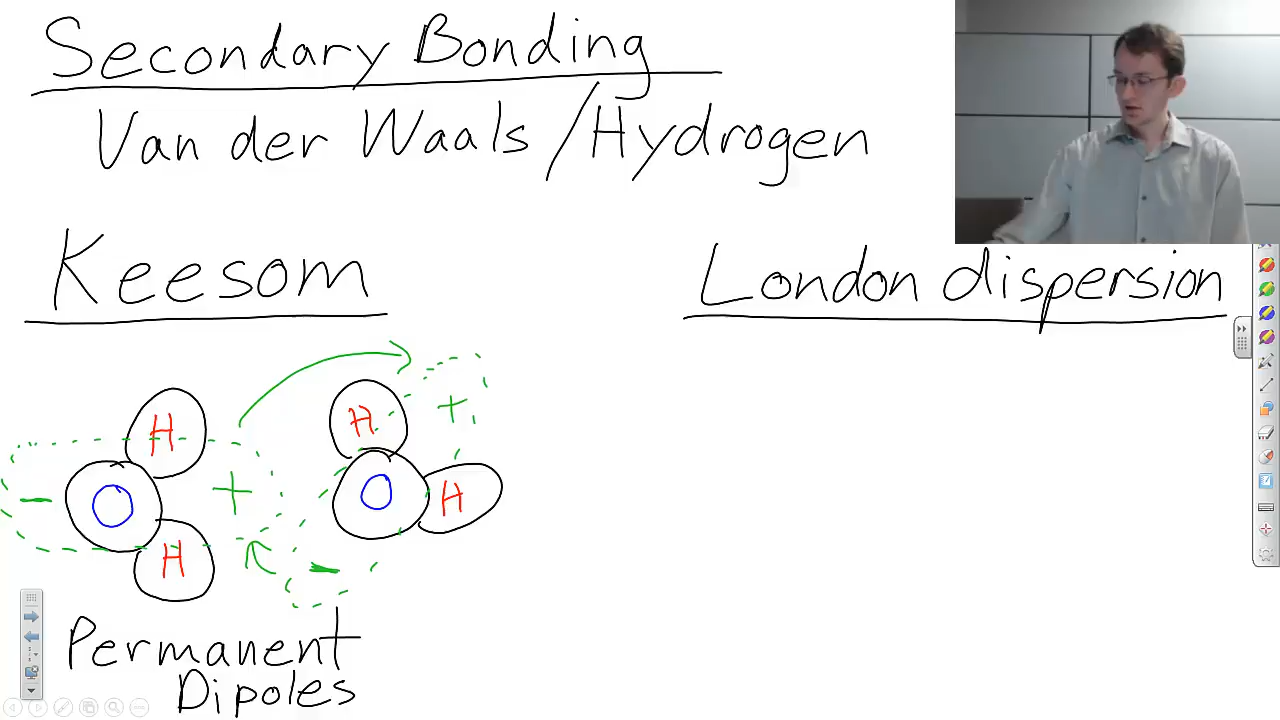 Secondary Bonding
Van der Waals / Hydrogen
Keesom
London dispersion
H
H
+
- O +
O
H
H
-
Permanent
Dipoles